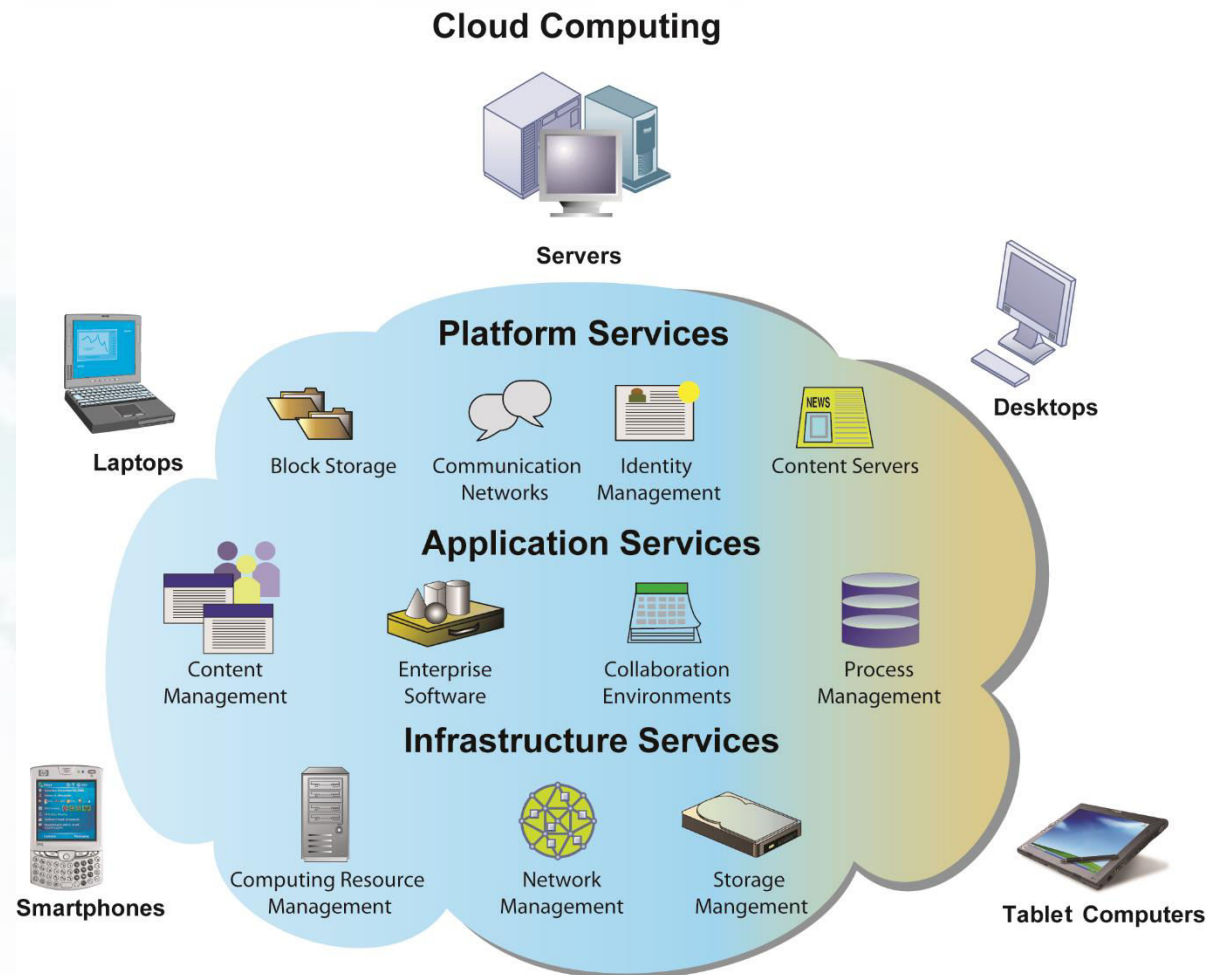 Cloud Computing
Servers
Platform Services
Laptops
Desktops
Block Storage
Communication
Networks
Identity
Management
NEWS
Content Servers
Application Services
Content
Management
Enterprise
Software
Collaboration
Environments
Process
Management
Infrastructure Services
Smartphones
Computing Resource
Management
Network
Management
Storage
Mangement
Tablet Computers